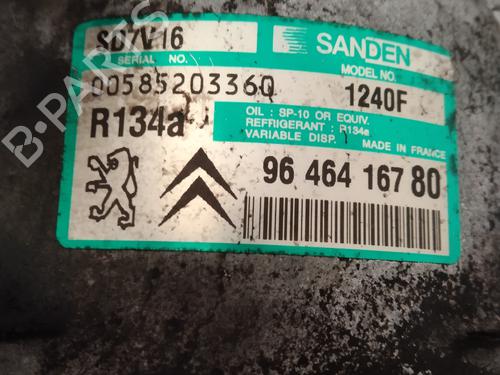 SD7V16
SANDEN
SERIAL NO.
MODEL NO.
00585203360
1240F
R134a
OIL : SP-10 OR EQUIV.
REFRIGERANT : R134a
VARIABLE DISP.
MADE IN FRANCE
96 464 167 80
B-PARTS